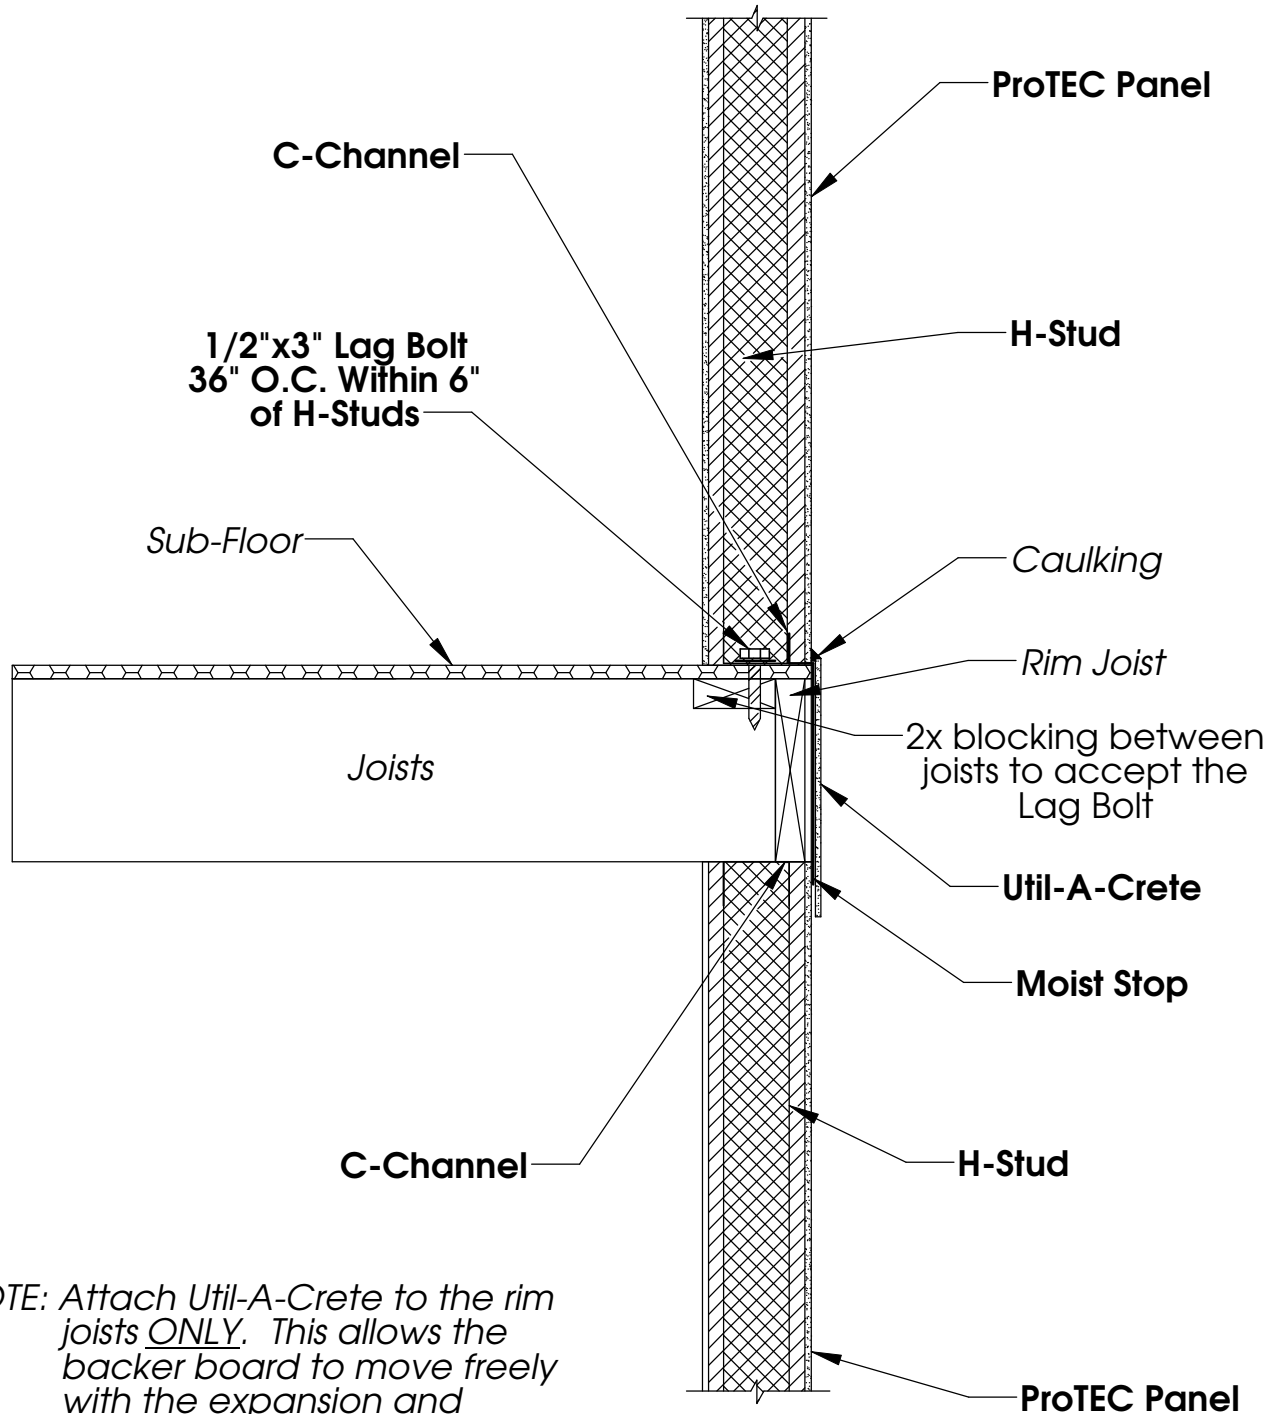 ProTEC Panel
C-Channel
H-Stud
1/2"x3" Lag Bolt
36" O.C. Within 6"
of H-Studs
Sub-Floor
Caulking
Rim Joist
2x blocking between
joists to accept the
Lag Bolt
Joists
Util-A-Crete
Moist Stop
C-Channel
H-Stud
OTE: Attach Util-A-Crete to the rim
joists ONLY. This allows the
backer board to move freely
with the expansion and
ProTEC Panel